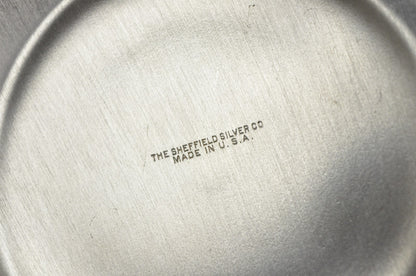 THE SHEFFIELD SILVER CO
MADE IN U.S.A.